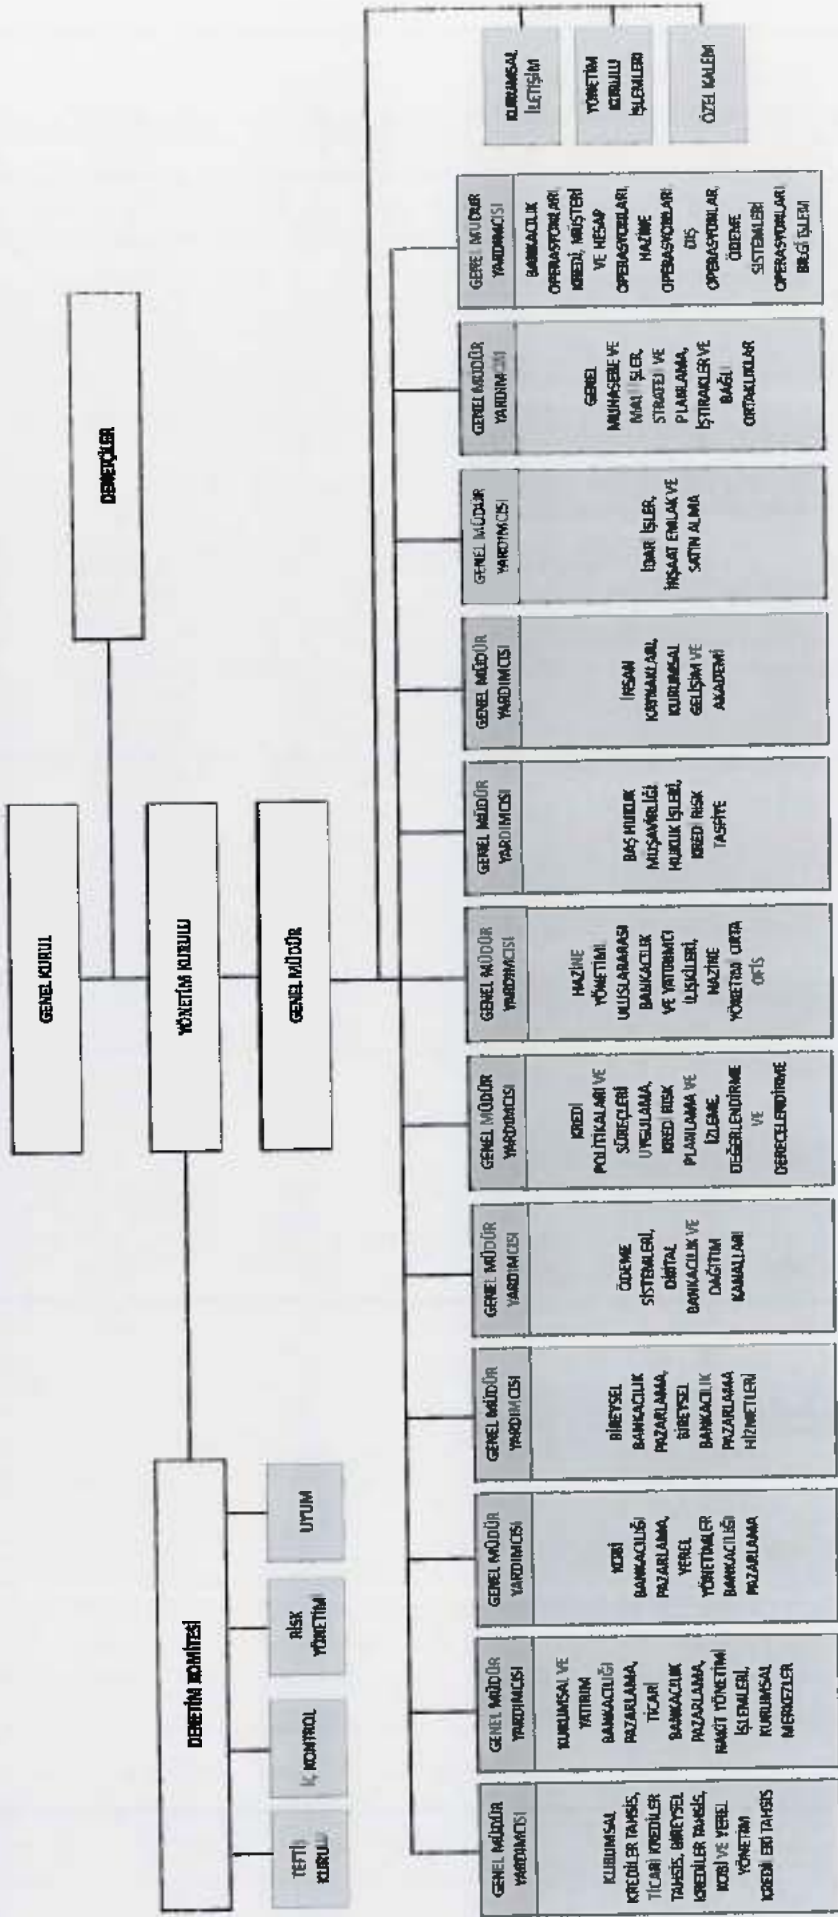 GENEL KURUL
DENETÇİLER
YÖNETİM KURULU
GENEL MÜDÜR
DENETİM KOMİTESİ
TEFTİŞ
KURULU
İÇ KONTROL
RİSK
YÖNETİMİ
UYUM
KURUMSAL
İLETİŞİM
YÖNETİM
KURULU
İŞLEMLERİ
ÖZEL KALEM
GENEL MÜDÜR
YARDIMCISI
KURUMSAL
KREDİLER TAHSİS,
TİCARİ KREDİLER
TAHSİS, BİREYSEL
KREDİLER TAHSİS,
KOBİ VE YEREL
YÖNETİM
KREDİLERİ TAHSİS
GENEL MÜDÜR
YARDIMCISI
KURUMSAL VE
YATIRIM
BANKACILIĞI
PAZARLAMA,
TİCARİ
BANKACILIK
PAZARLAMA,
NAKİT YÖNETİMİ
İŞLEMLERİ,
KURUMSAL
MERKEZLER
GENEL MÜDÜR
YARDIMCISI
KOBİ
BANKACILIĞI
PAZARLAMA,
YEREL
YÖNETİMLER
BANKACILIĞI
PAZARLAMA
GENEL MÜDÜR
YARDIMCISI
BİREYSEL
BANKACILIK
PAZARLAMA,
BİREYSEL
BANKACILIK
PAZARLAMA
HİZMETLERİ
GENEL MÜDÜR
YARDIMCISI
ÖDEME
SİSTEMLERİ,
DİJİTAL
BANKACILIK VE
DAĞITIM
KANALLARI
GENEL MÜDÜR
YARDIMCISI
KREDİ
POLİTİKALARI VE
SÜREÇLERİ
UYGULAMA,
KREDİ RİSK
PLANLAMA VE
İZLEME,
DEĞERLENDİRME
VE
DERECELENDİRME
GENEL MÜDÜR
YARDIMCISI
HAZİNE
YÖNETİMİ,
ULUSLARARASI
BANKACILIK
VE YATIRIMCI
İLİŞKİLERİ,
HAZİNE
YÖNETİMİ ORTA
OFİS
GENEL MÜDÜR
YARDIMCISI
BAŞ HUKUK
MÜŞAVİRLİĞİ
HUKUK İŞLERİ,
KREDİ RİSK
TASFİYE
GENEL MÜDÜR
YARDIMCISI
İNSAN
KAYNAKLARI,
KURUMSAL
GELİŞİM VE
AKADEMİ
GENEL MÜDÜR
YARDIMCISI
İDARİ İŞLER,
İNŞAAT EMLAK VE
SATIN ALMA
GENEL MÜDÜR
YARDIMCISI
GENEL
MUHASEBE VE
MALİ İŞLER,
STRATEJİ VE
PLANLAMA,
İŞTİRAKLER VE
BAĞLI
ORTAKLIKLAR
GENEL MÜDÜR
YARDIMCISI
BANKACILIK
OPERASYONLARI,
KREDİ, MÜŞTERİ
VE HESAP
OPERASYONLARI,
HAZİNE
OPERASYONLARI,
DIŞ
OPERASYONLAR,
ÖDEME
SİSTEMLERİ
OPERASYONLARI,
BİLGİ İŞLEM